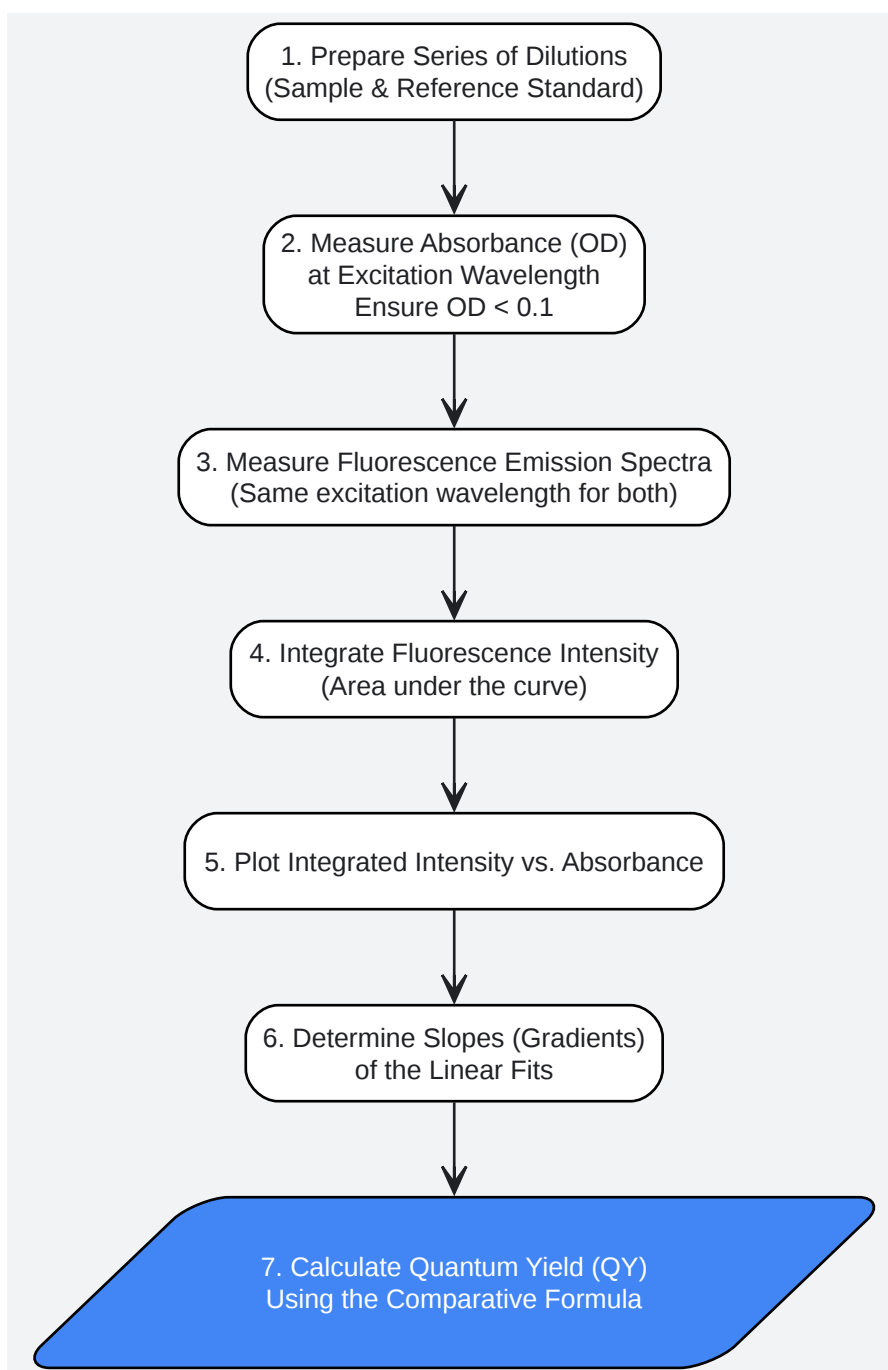 1. Prepare Series of Dilutions
(Sample & Reference Standard)
2. Measure Absorbance (OD)
at Excitation Wavelength
Ensure OD < 0.1
3. Measure Fluorescence Emission Spectra
(Same excitation wavelength for both)
4. Integrate Fluorescence Intensity
(Area under the curve)
5. Plot Integrated Intensity vs. Absorbance
6. Determine Slopes (Gradients)
of the Linear Fits
7. Calculate Quantum Yield (QY)
Using the Comparative Formula